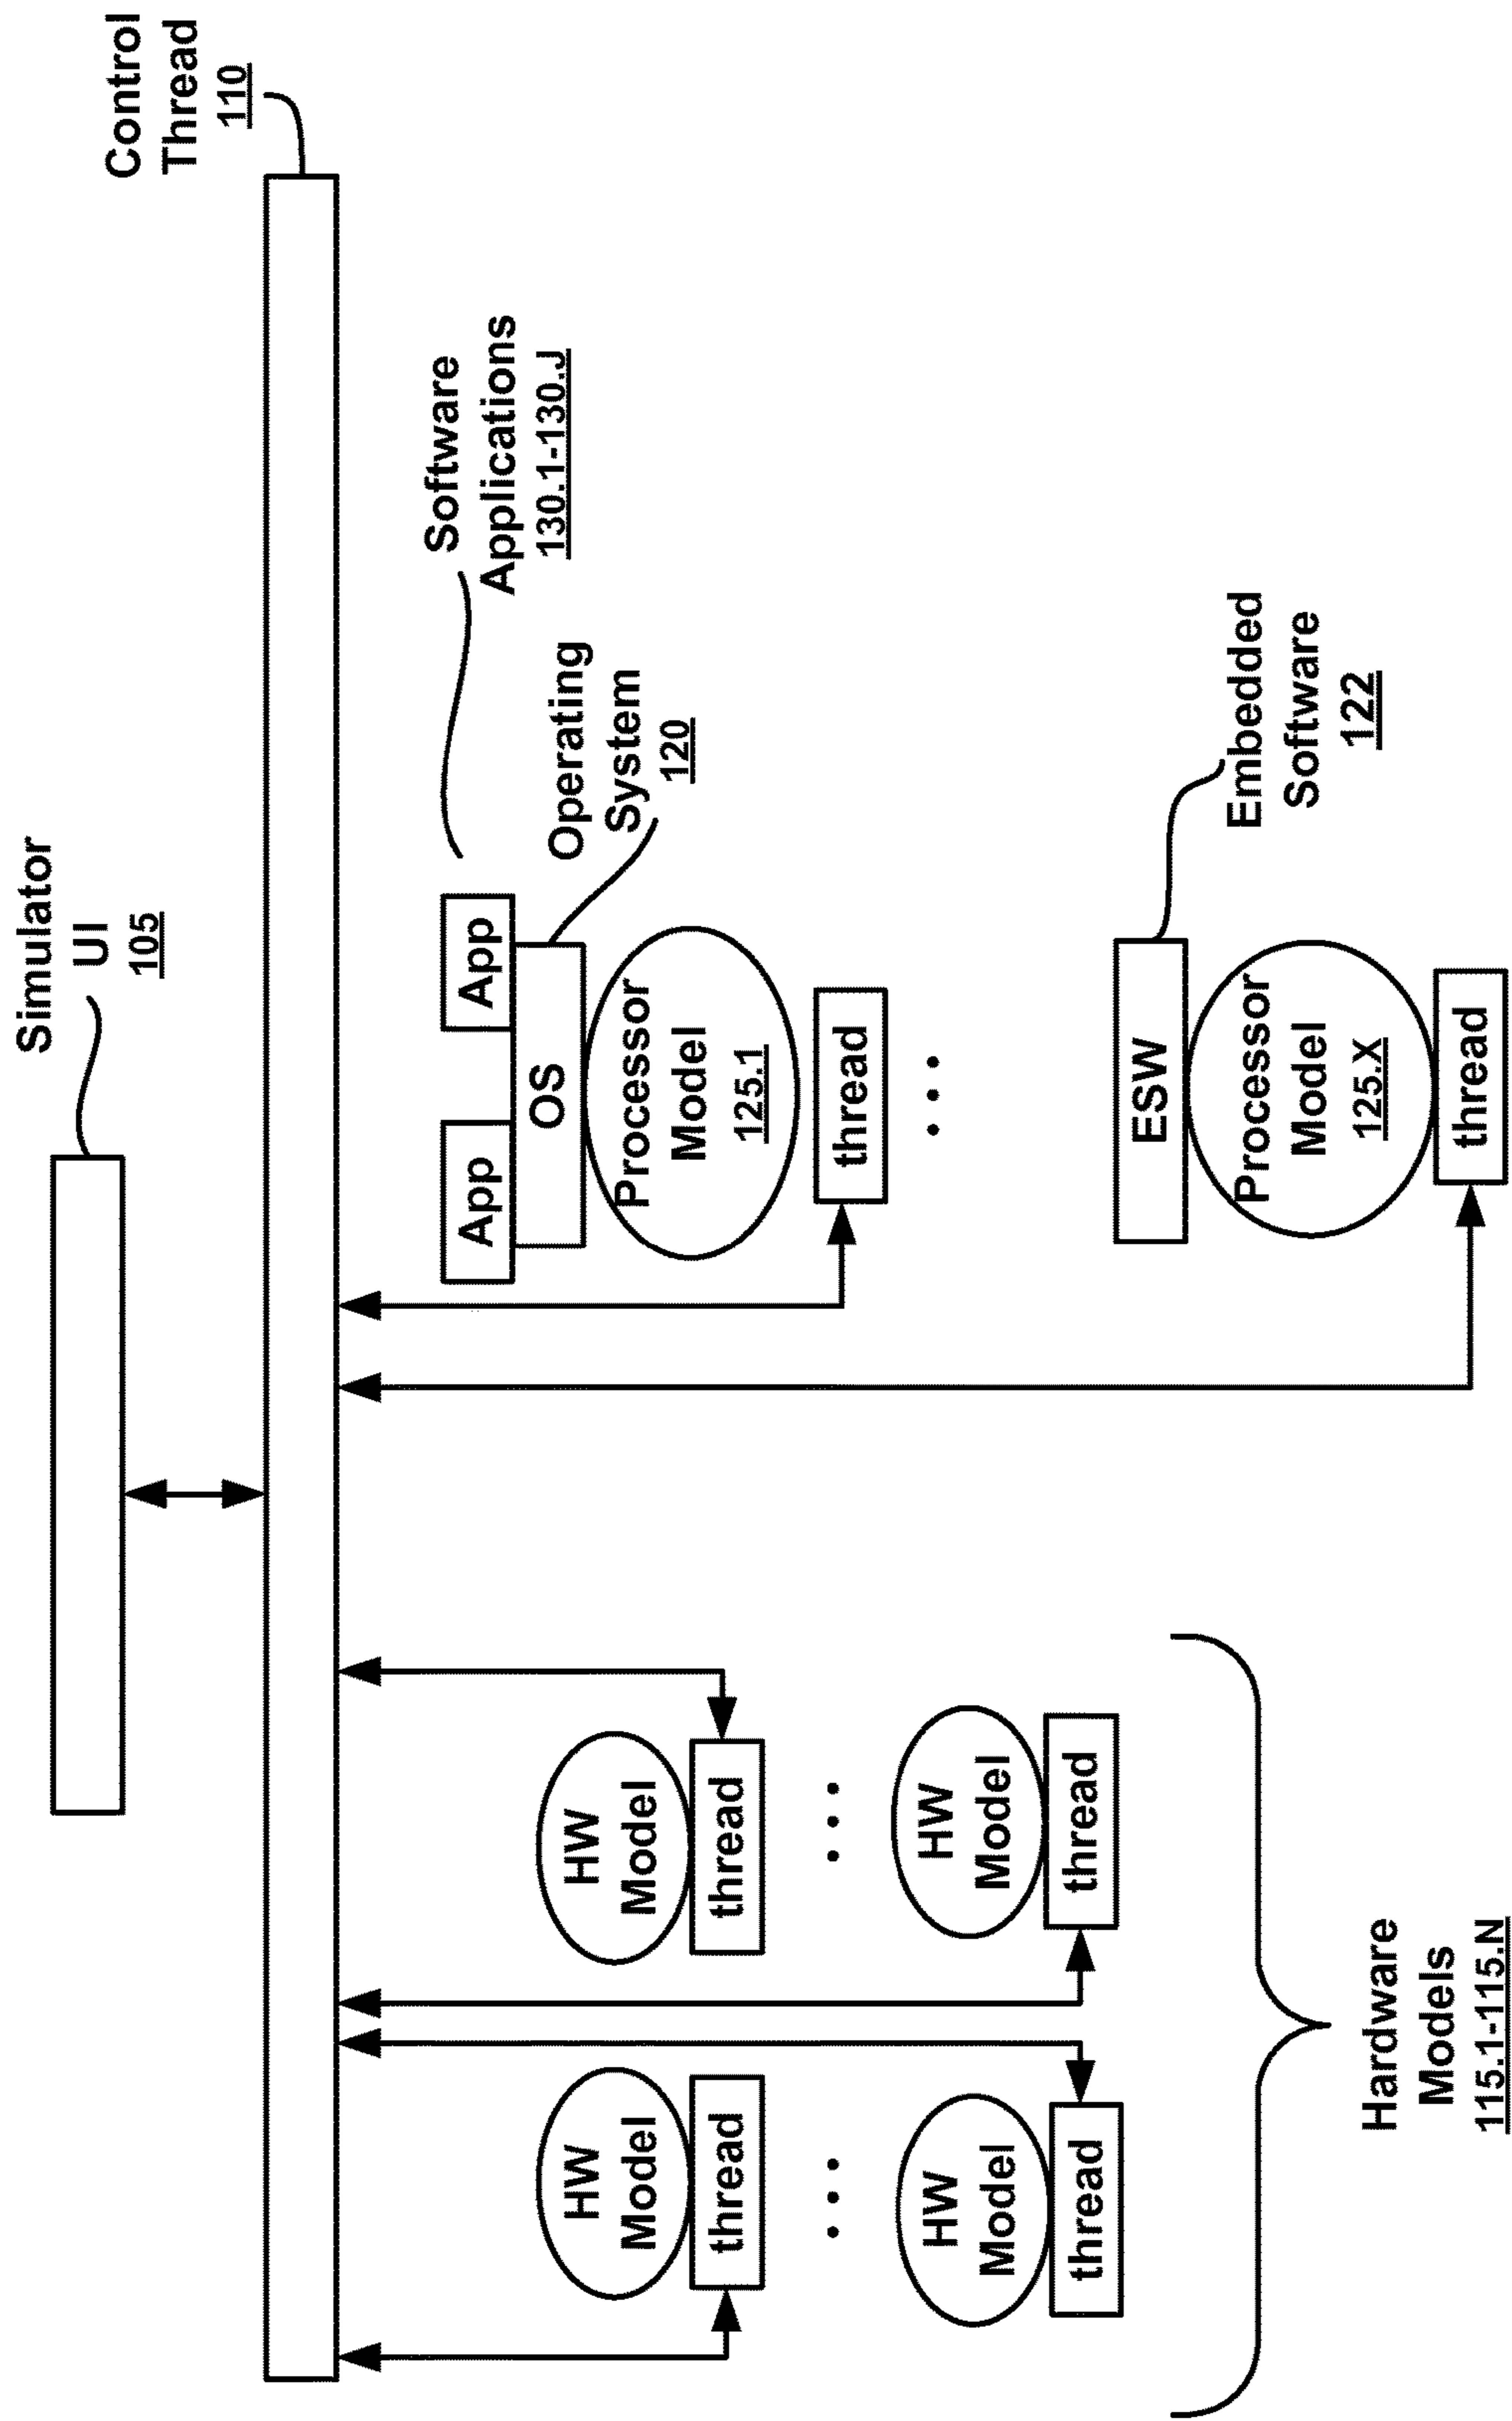 Simulator
UI
105
Control
Thread
110
Software
Applications
130.1-130.J
Operating
System
120
App
App
OS
Processor
Model
125.1
thread
Embedded
Software
122
ESW
Processor
Model
125.X
thread
HW
Model
thread
HW
Model
thread
HW
Model
thread
HW
Model
thread
Hardware
Models
115.1-115.N